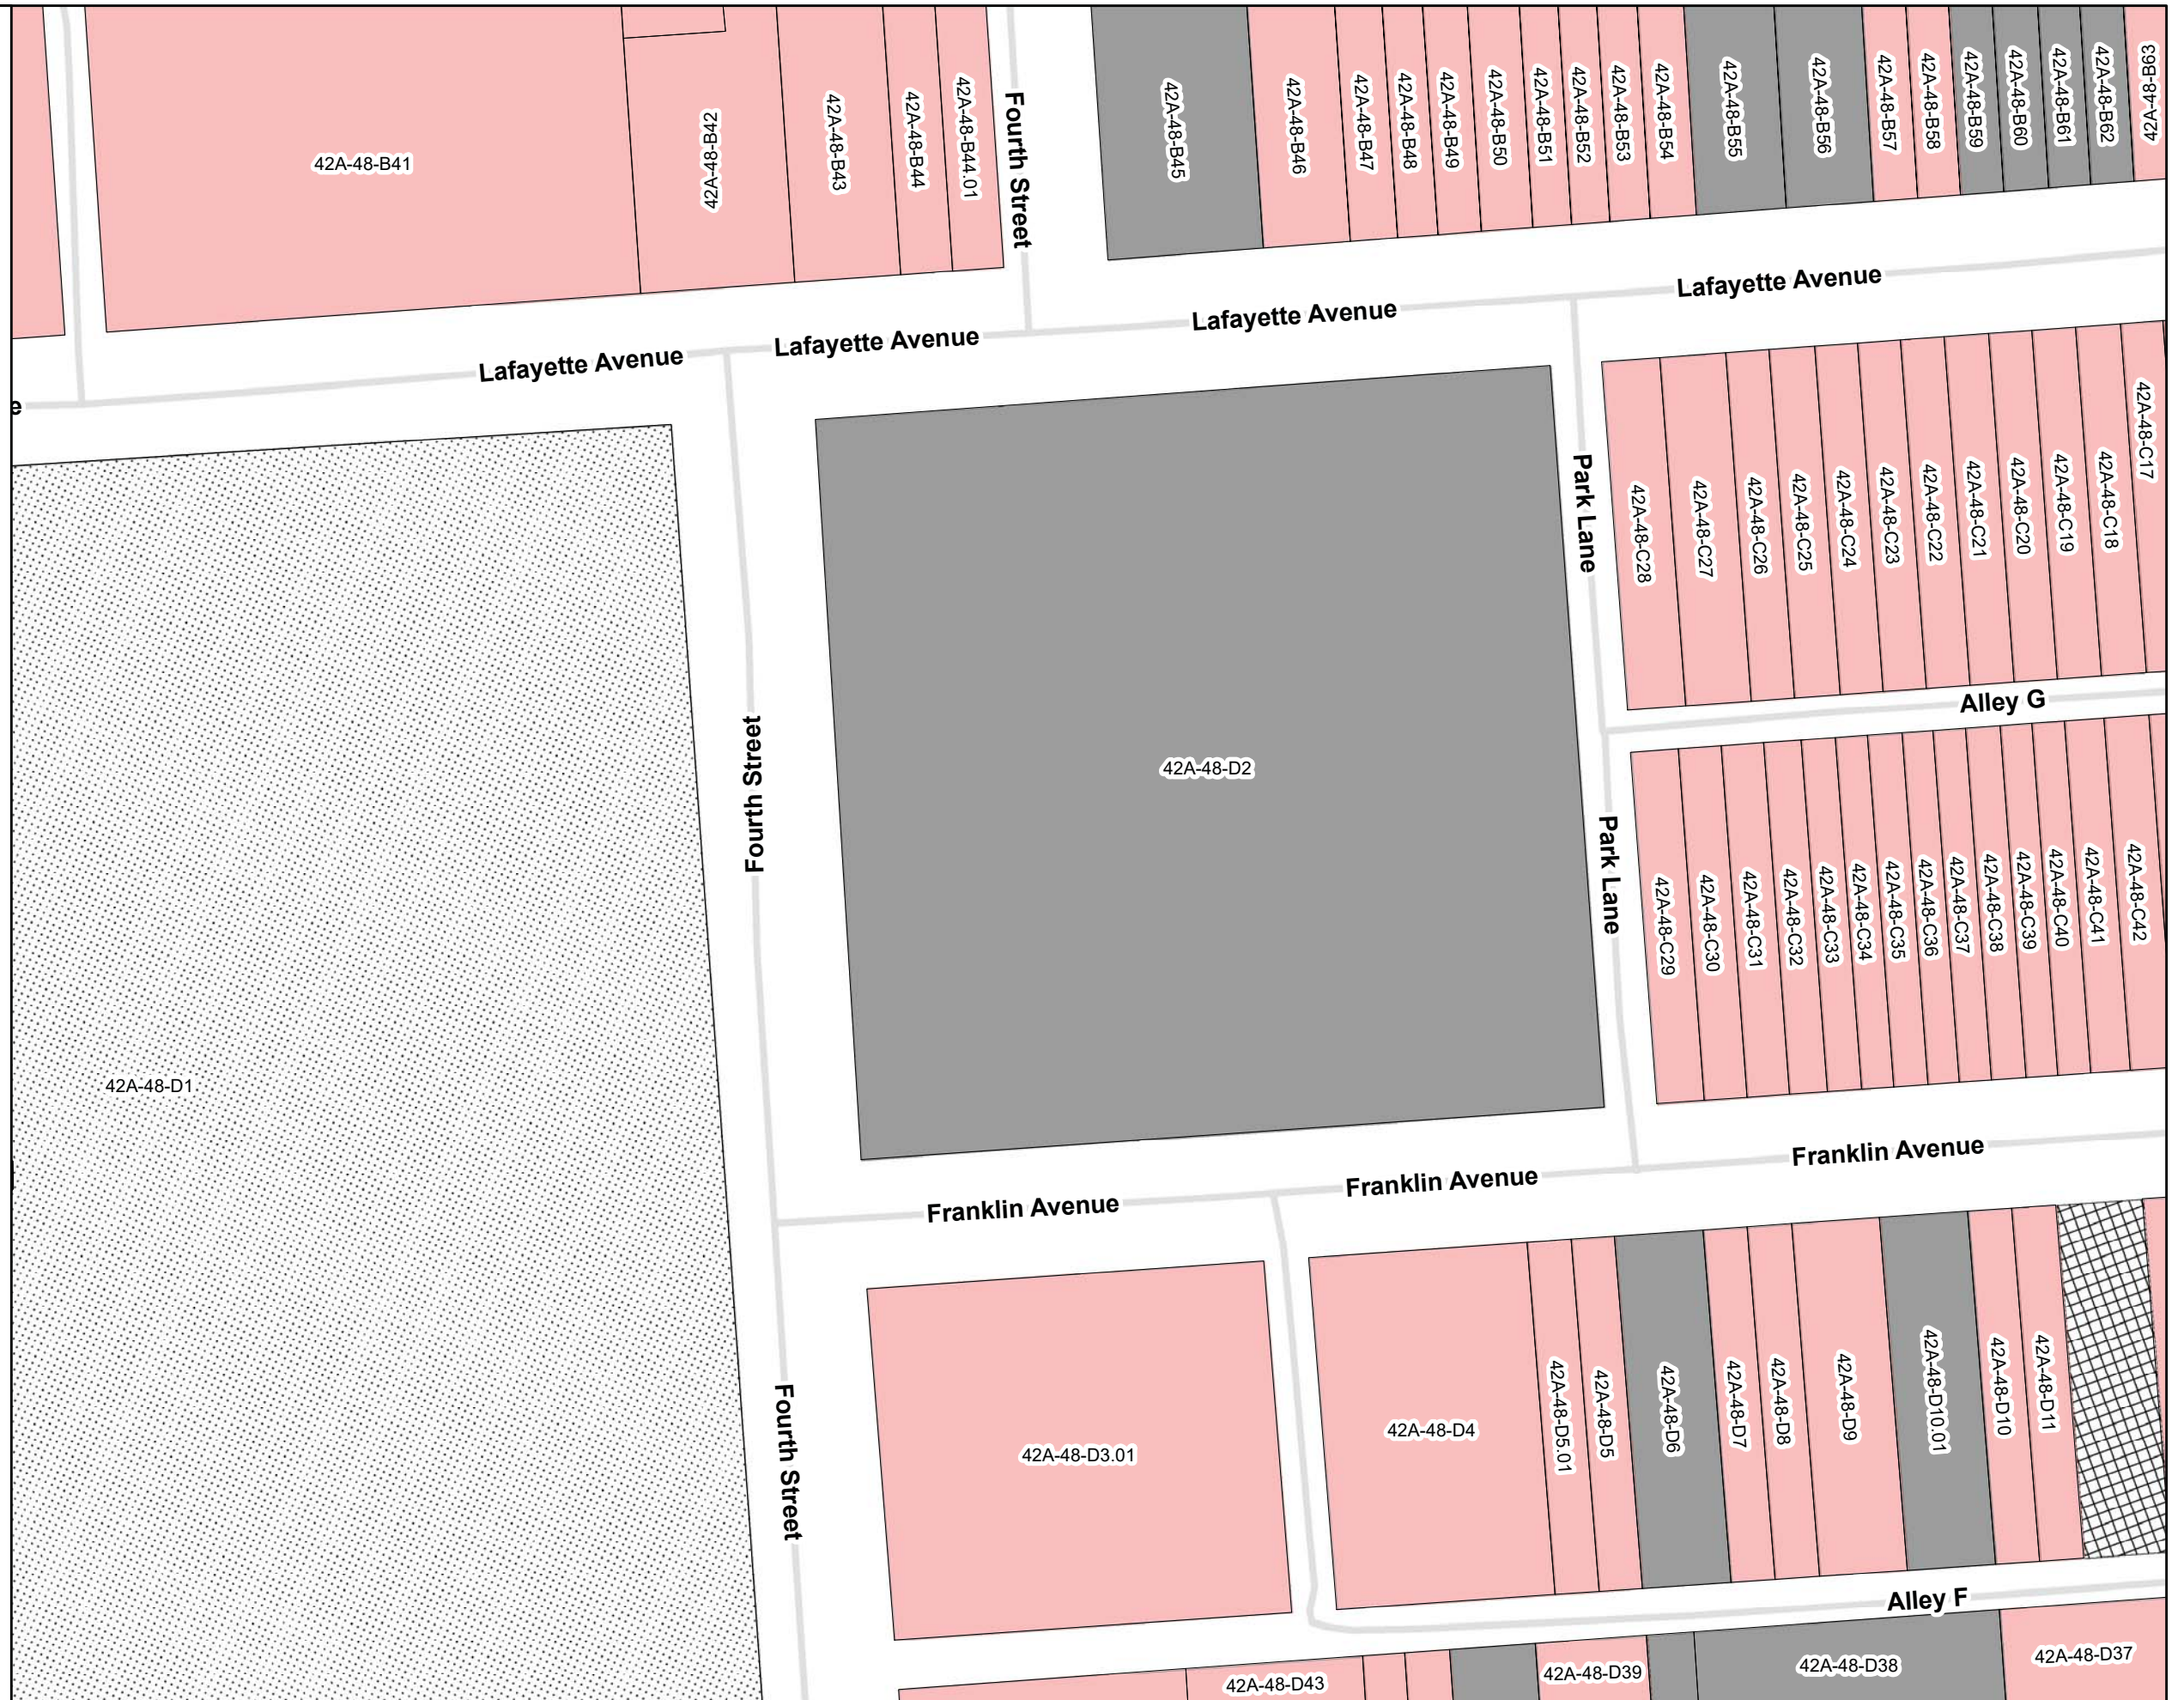 42A-48-B41
42A-48-B42
42A-48-B43
42A-48-B44
42A-48-B44.01
Fourth Street
42A-48-B45
42A-48-B46
42A-48-B47
42A-48-B48
42A-48-B49
42A-48-B50
42A-48-B51
42A-48-B52
42A-48-B53
42A-48-B54
42A-48-B55
42A-48-B56
42A-48-B57
42A-48-B58
42A-48-B59
42A-48-B60
42A-48-B61
42A-48-B62
42A-48-B63
e
Lafayette Avenue
Lafayette Avenue
Lafayette Avenue
Lafayette Avenue
Park Lane
42A-48-C28
42A-48-C27
42A-48-C26
42A-48-C25
42A-48-C24
42A-48-C23
42A-48-C22
42A-48-C21
42A-48-C20
42A-48-C19
42A-48-C18
42A-48-C17
Alley G
Fourth Street
42A-48-D2
Park Lane
42A-48-C29
42A-48-C30
42A-48-C31
42A-48-C32
42A-48-C33
42A-48-C34
42A-48-C35
42A-48-C36
42A-48-C37
42A-48-C38
42A-48-C39
42A-48-C40
42A-48-C41
42A-48-C42
42A-48-D1
Franklin Avenue
Franklin Avenue
Franklin Avenue
Fourth Street
42A-48-D3.01
42A-48-D4
42A-48-D5.01
42A-48-D5
42A-48-D6
42A-48-D7
42A-48-D8
42A-48-D9
42A-48-D10.01
42A-48-D10
42A-48-D11
Alley F
42A-48-D43
42A-48-D39
42A-48-D38
42A-48-D37